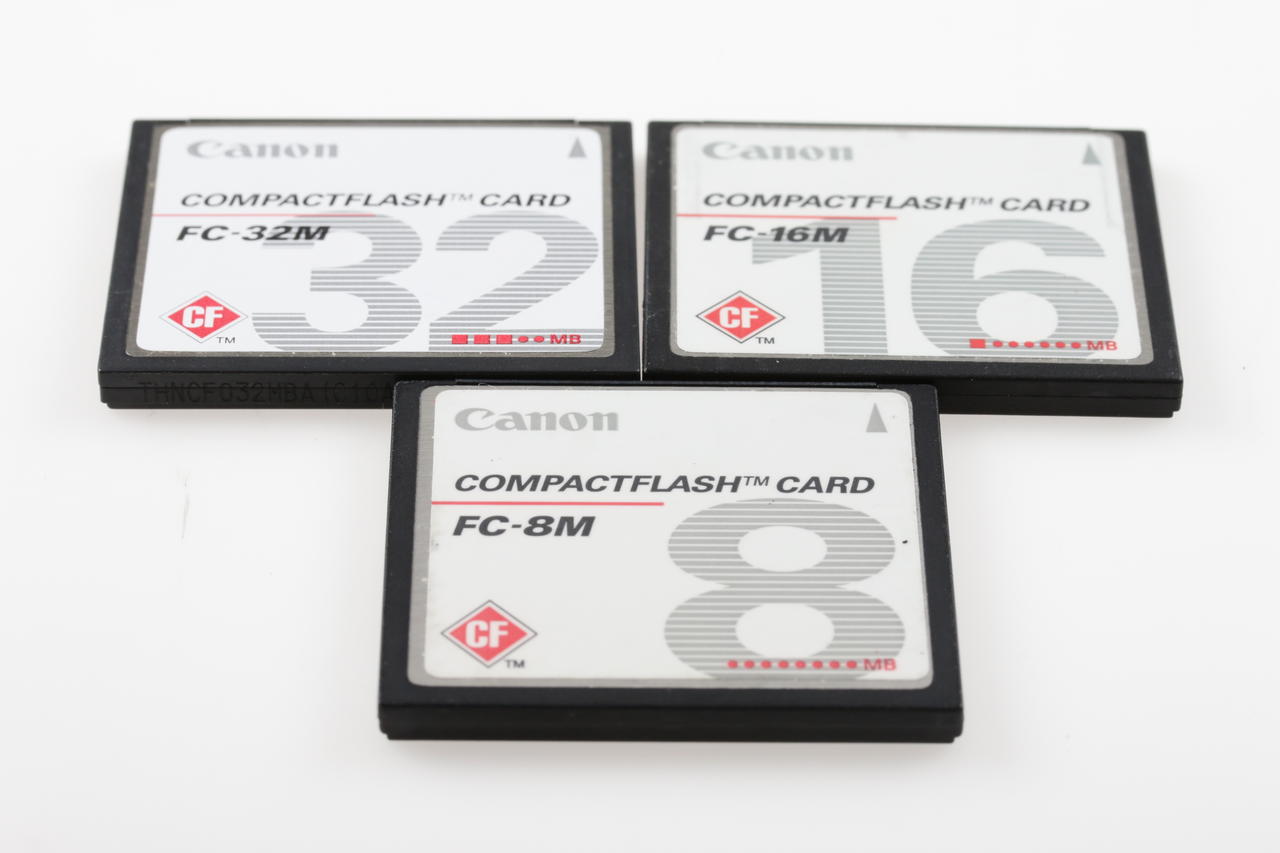 Canon
COMPACTFLASH™ CARD
FC-32M
32
CF
TM
MB
THNCF032MBA (C10A
Canon
COMPACTFLASH™ CARD
FC-16M
16
CF
TM
MB
Canon
COMPACTFLASH™ CARD
FC-8M
8
CF
TM
MB